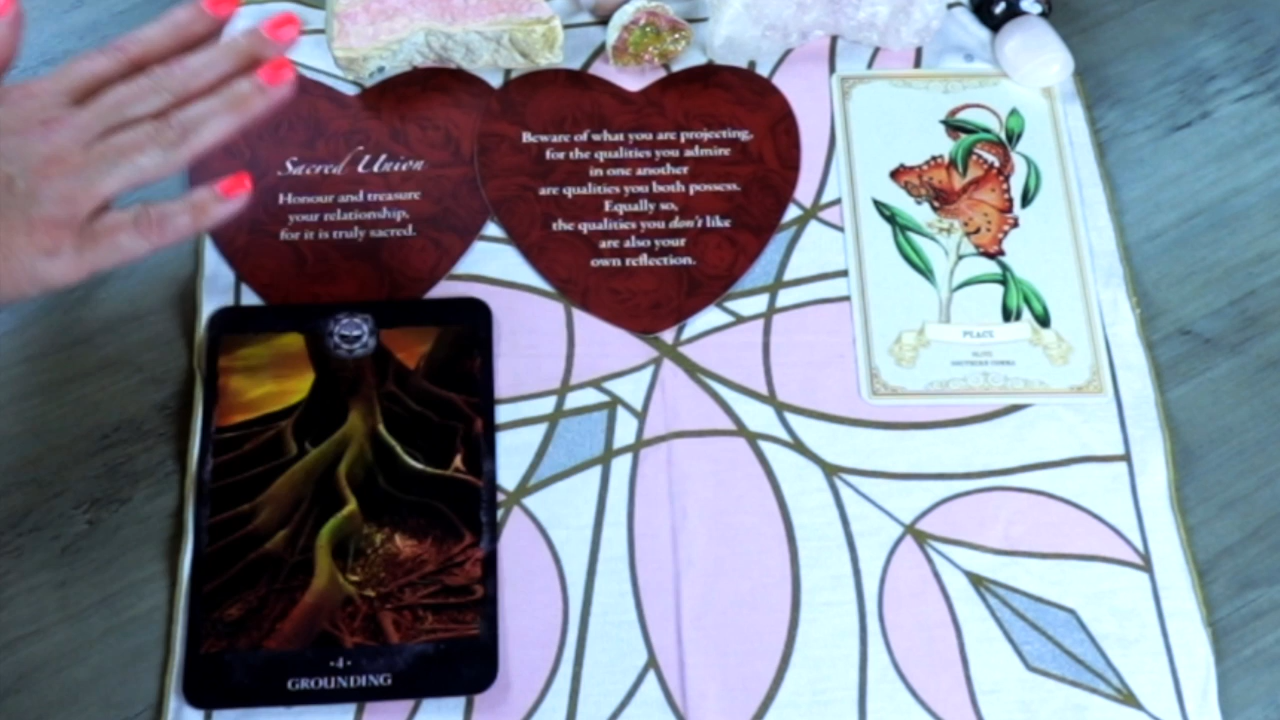 Sacred Union
Honour and treasure
your relationship,
for it is truly sacred.
Beware of what you are projecting,
for the qualities you admire
in one another
are qualities you both possess.
Equally so,
the qualities you don't like
are also your
own reflection.
PEACE
·4·
GROUNDING